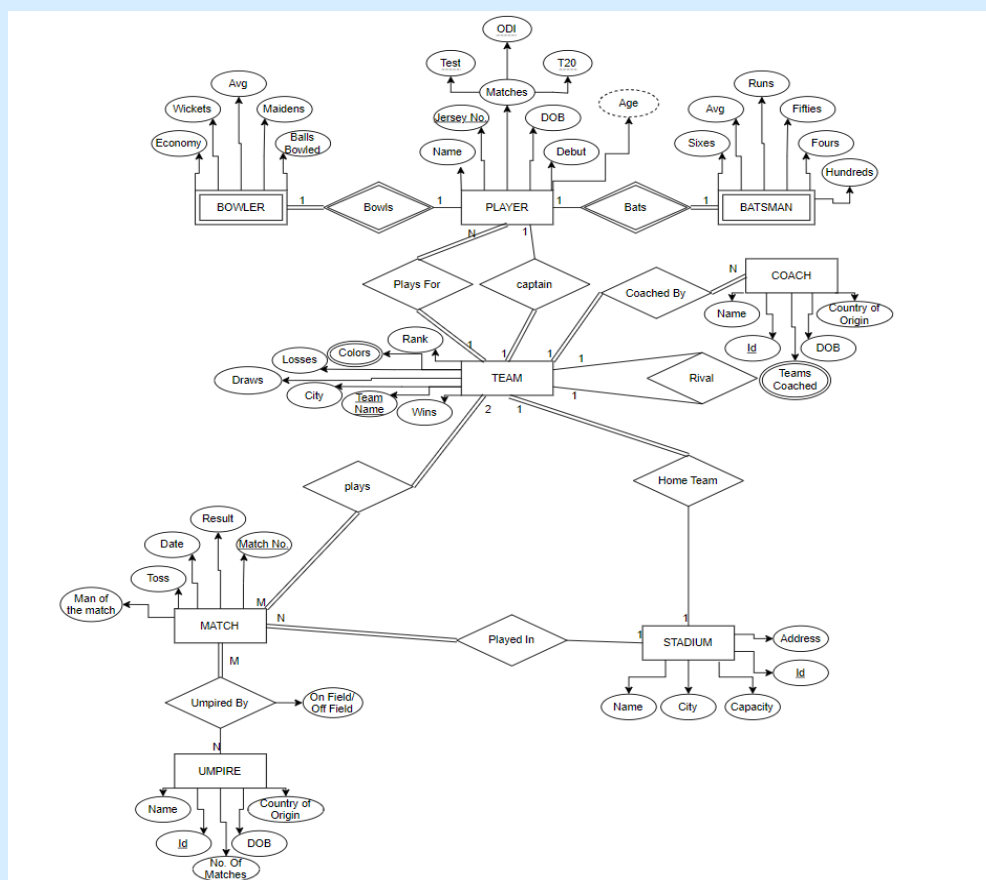 ODI
Test
T20
Matches
Avg
Wickets
Maidens
Economy
Balls
Bowled
Jersey No.
DOB
Age
Name
Debut
Runs
Avg
Fifties
Sixes
Fours
Hundreds
BOWLER
1
Bowls
1
PLAYER
1
Bats
1
BATSMAN
N
1
Plays For
captain
Coached By
N
COACH
Name
Country of
Origin
Id
DOB
Teams
Coached
1
1
1
Rank
Colors
Losses
Draws
City
Team
Name
Wins
TEAM
1
1
Rival
2
1
plays
Home Team
Result
Date
Match No.
Toss
Man of
the match
M
N
MATCH
M
Played In
1
1
STADIUM
Address
Id
Name
City
Capacity
Umpired By
On Field/
Off Field
N
UMPIRE
Name
Country of
Origin
Id
DOB
No. Of
Matches